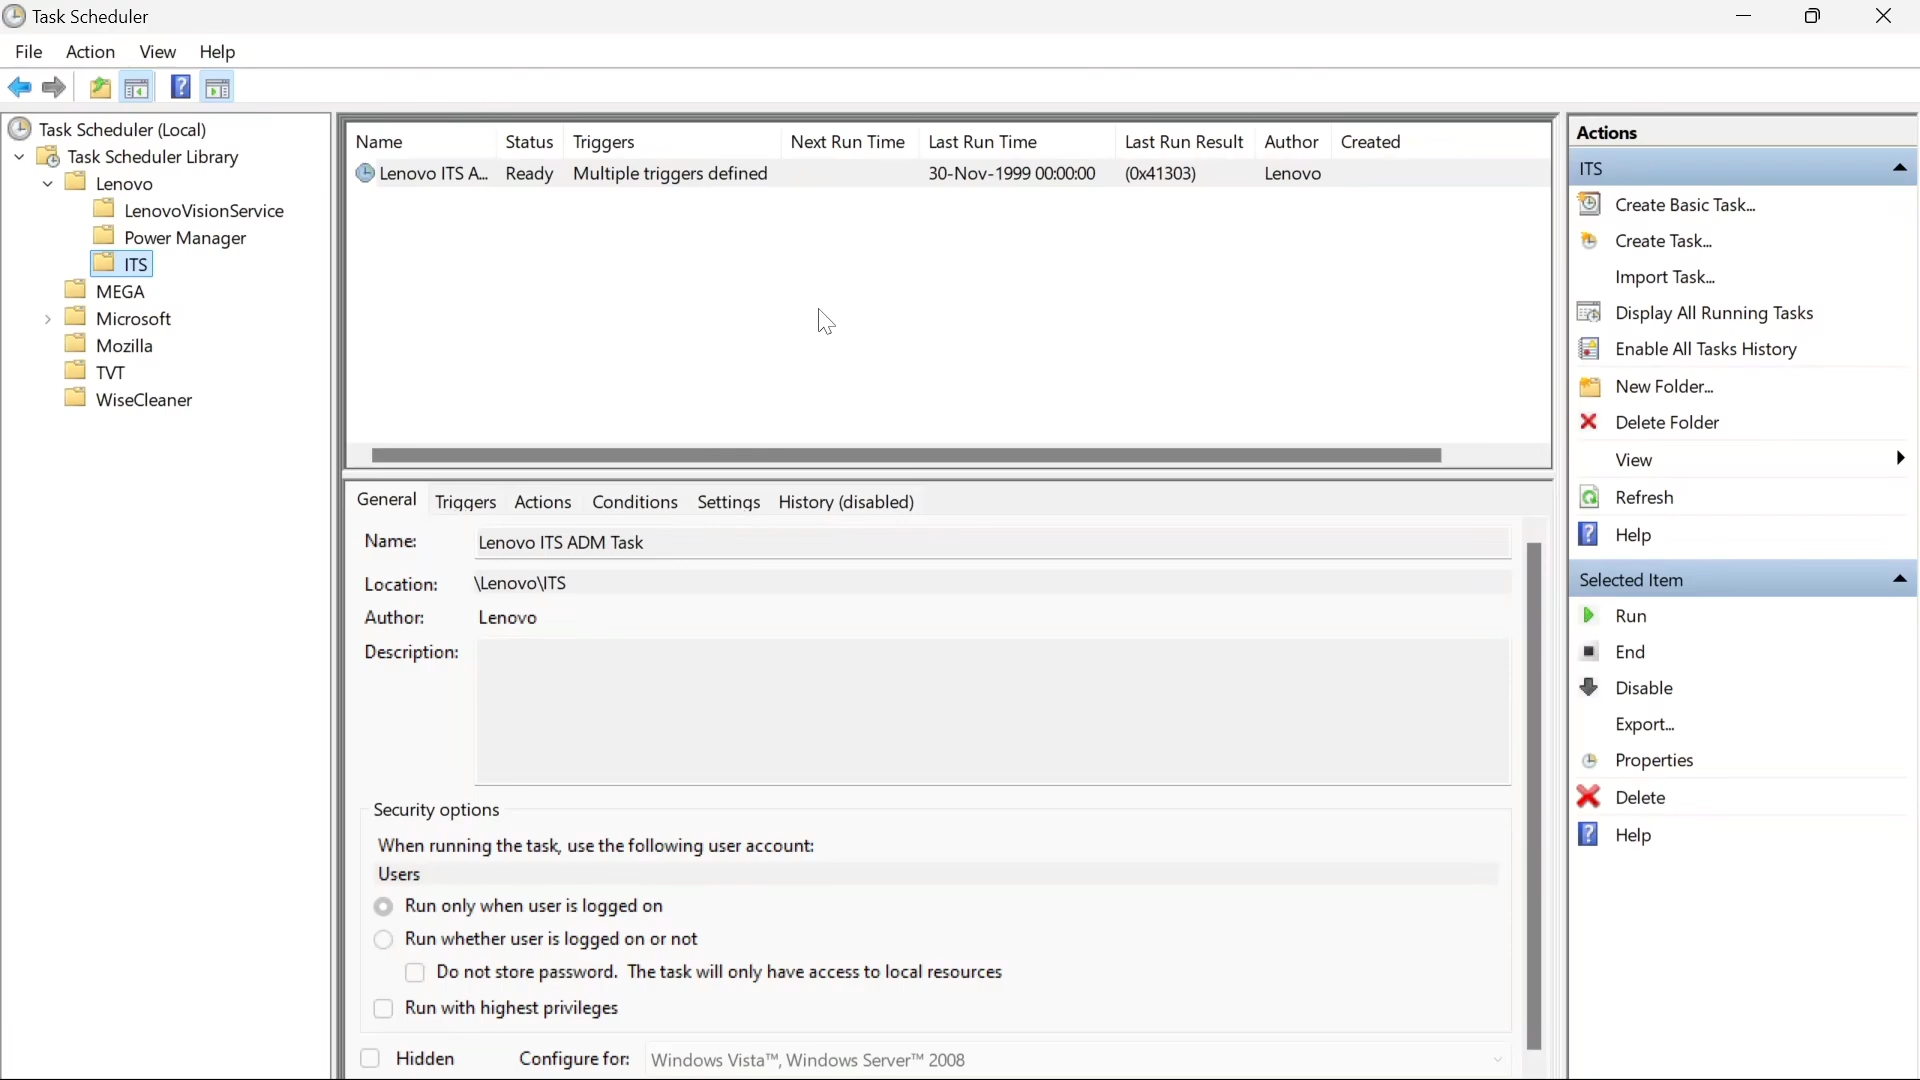 Task Scheduler
File Action View Help
Task Scheduler (Local)
Task Scheduler Library
Lenovo
LenovoVisionService
Power Manager
ITS
MEGA
Microsoft
Mozilla
TVT
WiseCleaner
Name Status Triggers Next Run Time Last Run Time Last Run Result Author Created
Lenovo ITS A... Ready Multiple triggers defined 30-Nov-1999 00:00:00 (0x41303) Lenovo
General Triggers Actions Conditions Settings History (disabled)
Name: Lenovo ITS ADM Task
Location: \Lenovo\ITS
Author: Lenovo
Description:
Security options
When running the task, use the following user account:
Users
Run only when user is logged on
Run whether user is logged on or not
Do not store password. The task will only have access to local resources
Run with highest privileges
Hidden Configure for: Windows Vista™, Windows Server™ 2008
Actions
ITS
Create Basic Task...
Create Task...
Import Task...
Display All Running Tasks
Enable All Tasks History
New Folder...
Delete Folder
View
Refresh
Help
Selected Item
Run
End
Disable
Export...
Properties
Delete
Help